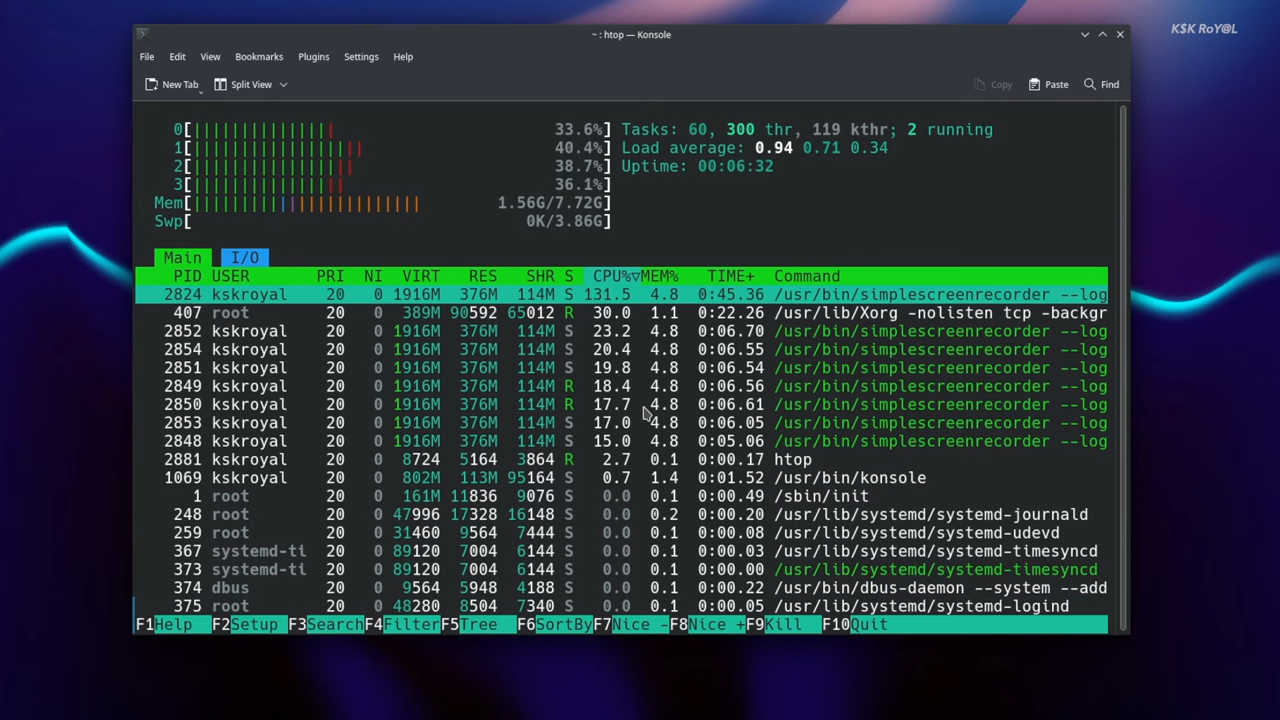 K$K RoY@L
~ : htop — Konsole
File Edit View Bookmarks Plugins Settings Help
New Tab Split View Copy Paste Find
0[|||||||||||||||| 33.6%] Tasks: 60, 300 thr, 119 kthr; 2 running
1[||||||||||||||||||| 40.4%] Load average: 0.94 0.71 0.34
2[|||||||||||||||||| 38.7%] Uptime: 00:06:32
3[||||||||||||||||| 36.1%]
Mem[||||||||||||||||||||||||| 1.56G/7.72G]
Swp[ 0K/3.86G]
Main I/O
PID USER PRI NI VIRT RES SHR S CPU%▽MEM% TIME+ Command
2824 kskroyal 20 0 1916M 376M 114M S 131.5 4.8 0:45.36 /usr/bin/simplescreenrecorder --log
407 root 20 0 389M 90592 65012 R 30.0 1.1 0:22.26 /usr/lib/Xorg -nolisten tcp -backgr
2852 kskroyal 20 0 1916M 376M 114M S 23.2 4.8 0:06.70 /usr/bin/simplescreenrecorder --log
2854 kskroyal 20 0 1916M 376M 114M S 20.4 4.8 0:06.55 /usr/bin/simplescreenrecorder --log
2851 kskroyal 20 0 1916M 376M 114M S 19.8 4.8 0:06.54 /usr/bin/simplescreenrecorder --log
2849 kskroyal 20 0 1916M 376M 114M R 18.4 4.8 0:06.56 /usr/bin/simplescreenrecorder --log
2850 kskroyal 20 0 1916M 376M 114M R 17.7 4.8 0:06.61 /usr/bin/simplescreenrecorder --log
2853 kskroyal 20 0 1916M 376M 114M S 17.0 4.8 0:06.05 /usr/bin/simplescreenrecorder --log
2848 kskroyal 20 0 1916M 376M 114M S 15.0 4.8 0:05.06 /usr/bin/simplescreenrecorder --log
2881 kskroyal 20 0 8724 5164 3864 R 2.7 0.1 0:00.17 htop
1069 kskroyal 20 0 802M 113M 95164 S 0.7 1.4 0:01.52 /usr/bin/konsole
1 root 20 0 161M 11836 9076 S 0.0 0.1 0:00.49 /sbin/init
248 root 20 0 47996 17328 16148 S 0.0 0.2 0:00.20 /usr/lib/systemd/systemd-journald
259 root 20 0 31460 9564 7444 S 0.0 0.1 0:00.08 /usr/lib/systemd/systemd-udevd
367 systemd-ti 20 0 89120 7004 6144 S 0.0 0.1 0:00.03 /usr/lib/systemd/systemd-timesyncd
373 systemd-ti 20 0 89120 7004 6144 S 0.0 0.1 0:00.00 /usr/lib/systemd/systemd-timesyncd
374 dbus 20 0 9564 5948 4188 S 0.0 0.1 0:00.22 /usr/bin/dbus-daemon --system --add
375 root 20 0 48280 8504 7340 S 0.0 0.1 0:00.05 /usr/lib/systemd/systemd-logind
F1Help F2Setup F3SearchF4FilterF5Tree F6SortByF7Nice -F8Nice +F9Kill F10Quit